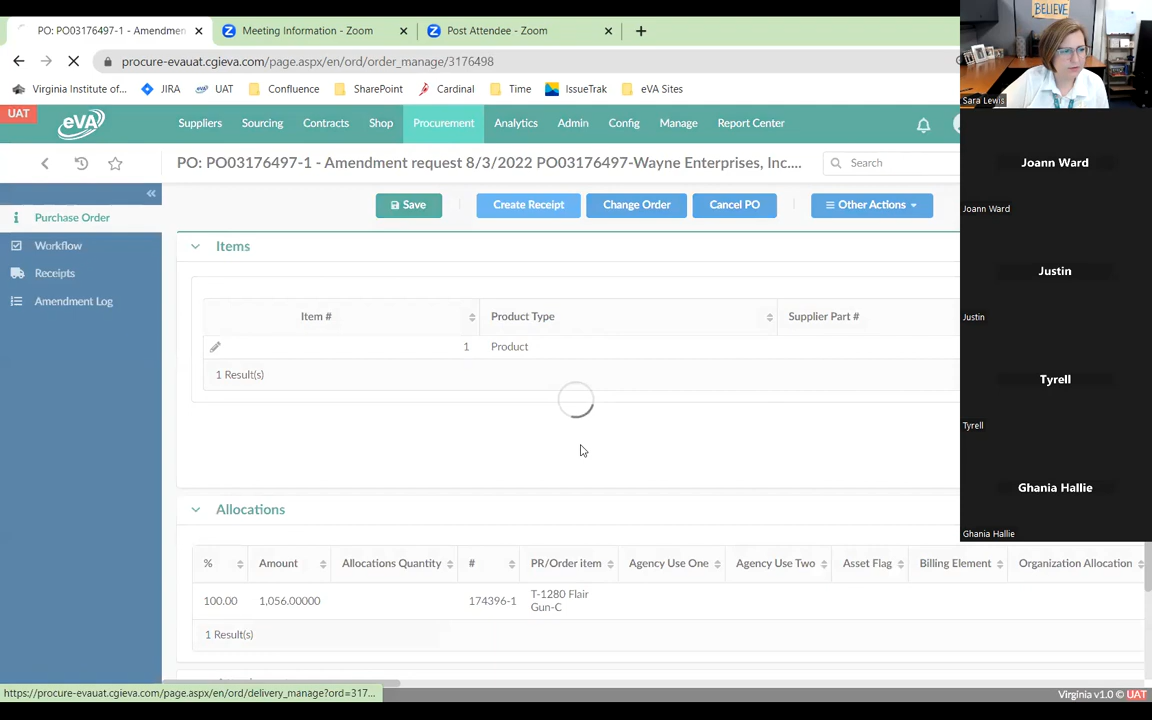 BELIEVE
PO: PO03176497-1 - Amendmen
Meeting Information - Zoom
Post Attendee - Zoom
procure-evauat.cgieva.com/page.aspx/en/ord/order_manage/3176498
Virginia Institute of...
JIRA
UAT
Confluence
SharePoint
Cardinal
Time
IssueTrak
eVA Sites
Sara Lewis
UAT
eVA
Suppliers
Sourcing
Contracts
Shop
Procurement
Analytics
Admin
Config
Manage
Report Center
PO: PO03176497-1 - Amendment request 8/3/2022 PO03176497-Wayne Enterprises, Inc....
Search
Joann Ward
Joann Ward
Purchase Order
Workflow
Receipts
Amendment Log
Save
Create Receipt
Change Order
Cancel PO
Other Actions
Items
Item #
Product Type
Supplier Part #
1
Product
1 Result(s)
Justin
Justin
Tyrell
Tyrell
Ghania Hallie
Ghania Hallie
Allocations
%
Amount
Allocations Quantity
#
PR/Order item
Agency Use One
Agency Use Two
Asset Flag
Billing Element
Organization Allocation
100.00
1,056.00000
174396-1
T-1280 Flair
Gun-C
1 Result(s)
https://procure-evauat.cgieva.com/page.aspx/en/ord/delivery_manage?ord=317...
Virginia v1.0 © UAT